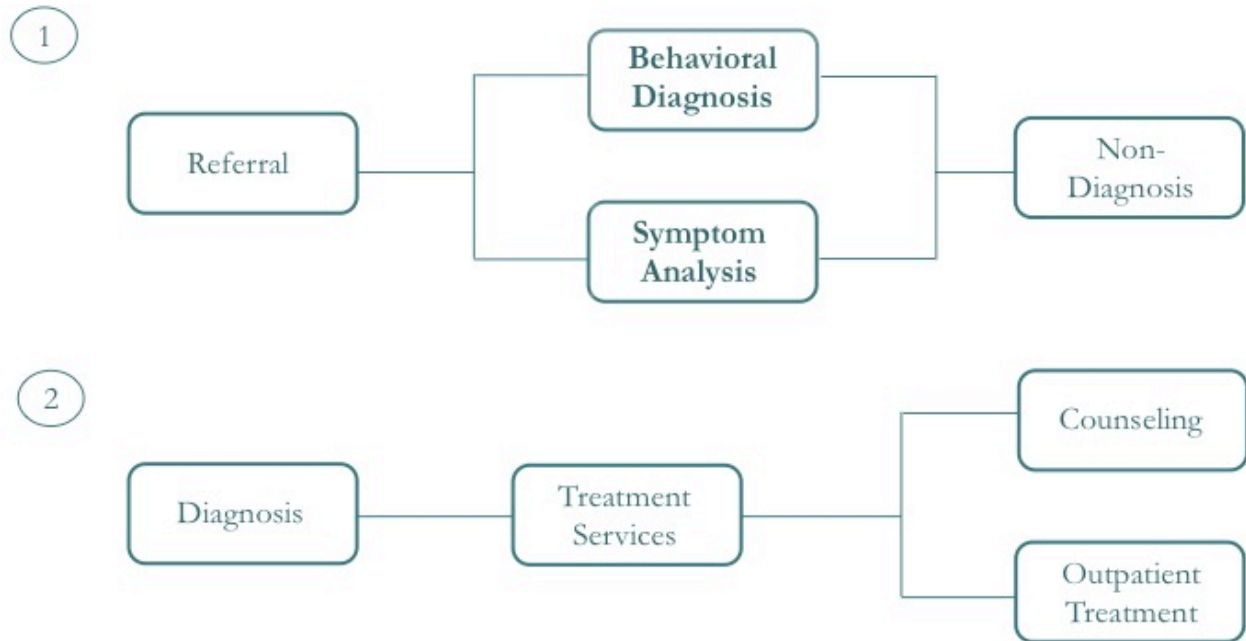 1
Behavioral
Diagnosis
Referral
Non-
Diagnosis
Symptom
Analysis
2
Counseling
Diagnosis
Treatment
Services
Outpatient
Treatment